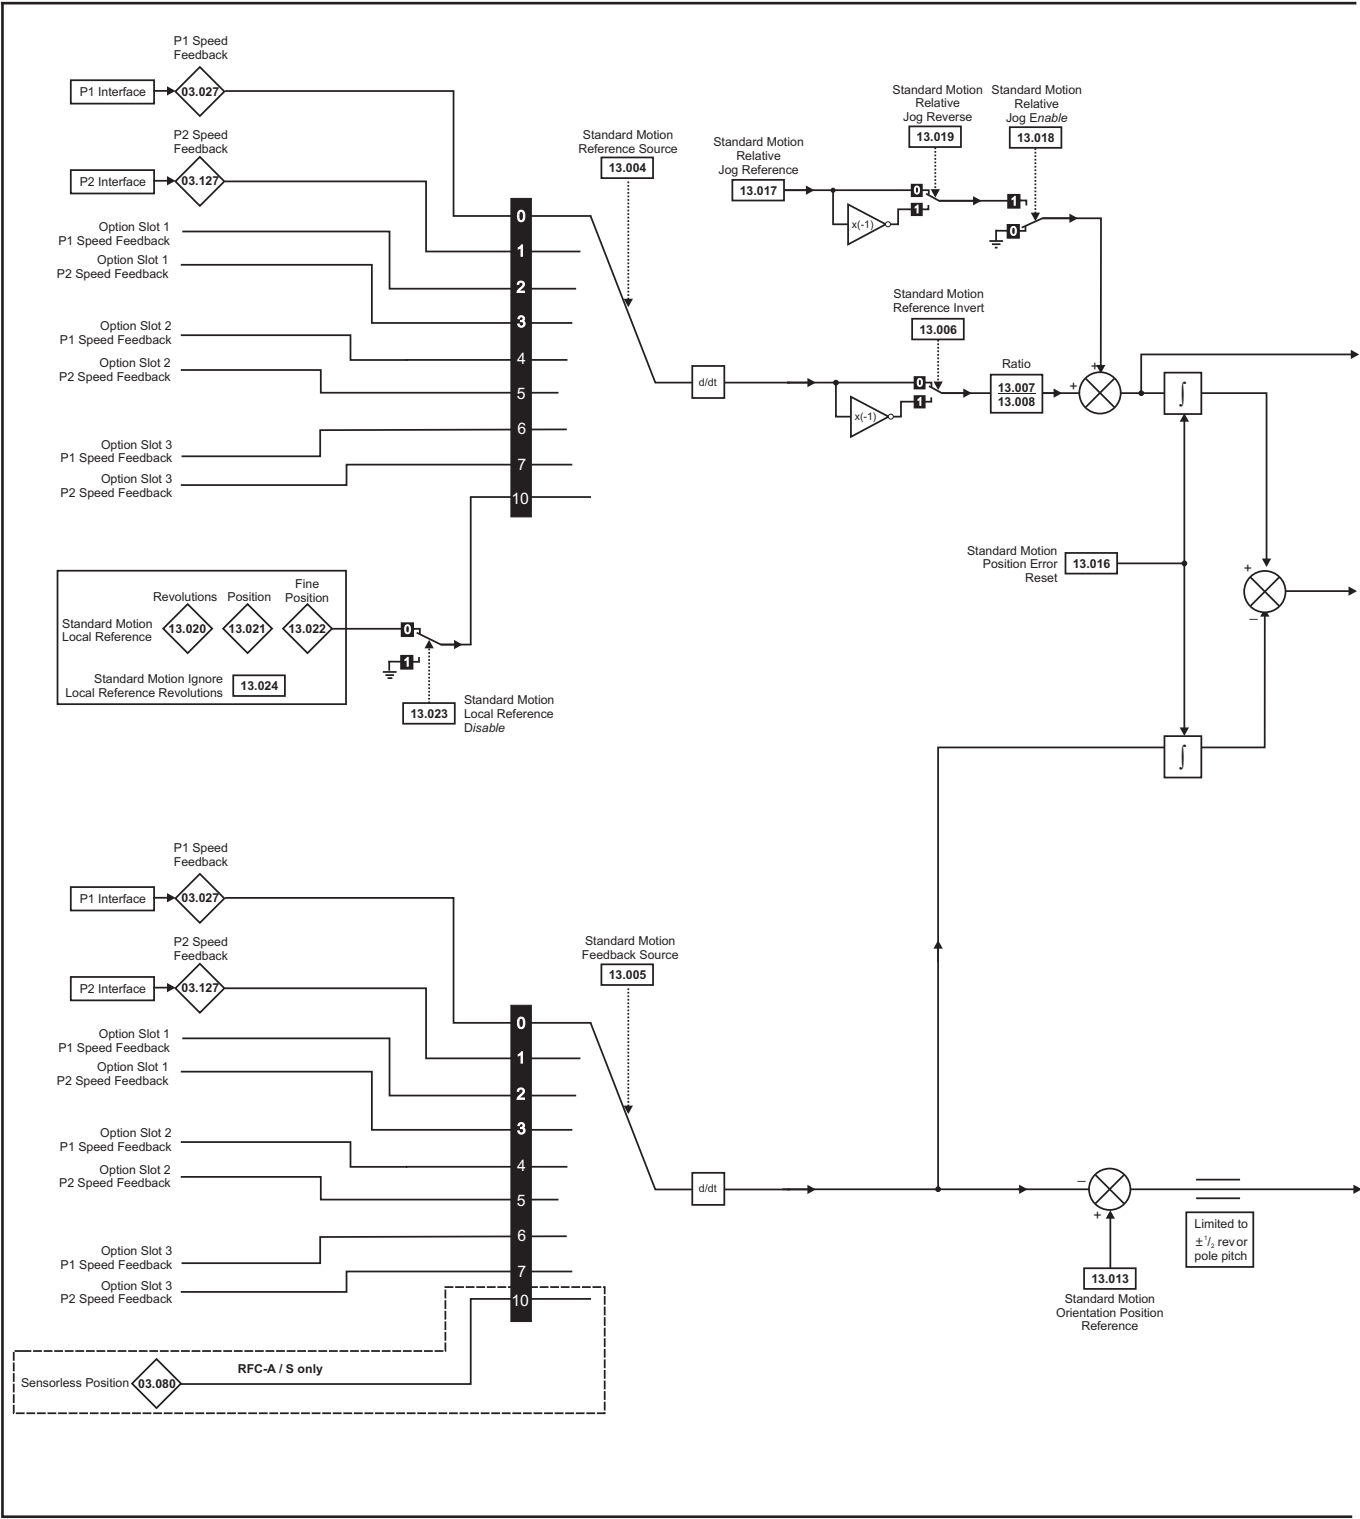 P1 Speed
Feedback
P1 Interface
03.027
P2 Speed
Feedback
P2 Interface
03.127
Option Slot 1
P1 Speed Feedback
Option Slot 1
P2 Speed Feedback
Option Slot 2
P1 Speed Feedback
Option Slot 2
P2 Speed Feedback
Option Slot 3
P1 Speed Feedback
Option Slot 3
P2 Speed Feedback
0
1
2
3
4
5
6
7
10
Standard Motion
Reference Source
13.004
d/dt
Standard Motion
Relative
Jog Reference
13.017
Standard Motion
Relative
Jog Reverse
13.019
Standard Motion
Relative
Jog Enable
13.018
0
1
x(-1)
1
0
Standard Motion
Reference Invert
13.006
0
1
x(-1)
Ratio
13.007
13.008
+
+
∫
Standard Motion
Position Error
Reset
13.016
+
–
∫
Revolutions
Position
Fine
Position
Standard Motion
Local Reference
13.020
13.021
13.022
Standard Motion Ignore
Local Reference Revolutions
13.024
0
1
13.023
Standard Motion
Local Reference
Disable
P1 Speed
Feedback
P1 Interface
03.027
P2 Speed
Feedback
P2 Interface
03.127
Option Slot 1
P1 Speed Feedback
Option Slot 1
P2 Speed Feedback
Option Slot 2
P1 Speed Feedback
Option Slot 2
P2 Speed Feedback
Option Slot 3
P1 Speed Feedback
Option Slot 3
P2 Speed Feedback
0
1
2
3
4
5
6
7
10
Standard Motion
Feedback Source
13.005
d/dt
–
+
13.013
Standard Motion
Orientation Position
Reference
Limited to
±1/2 rev or
pole pitch
RFC-A / S only
Sensorless Position
03.080